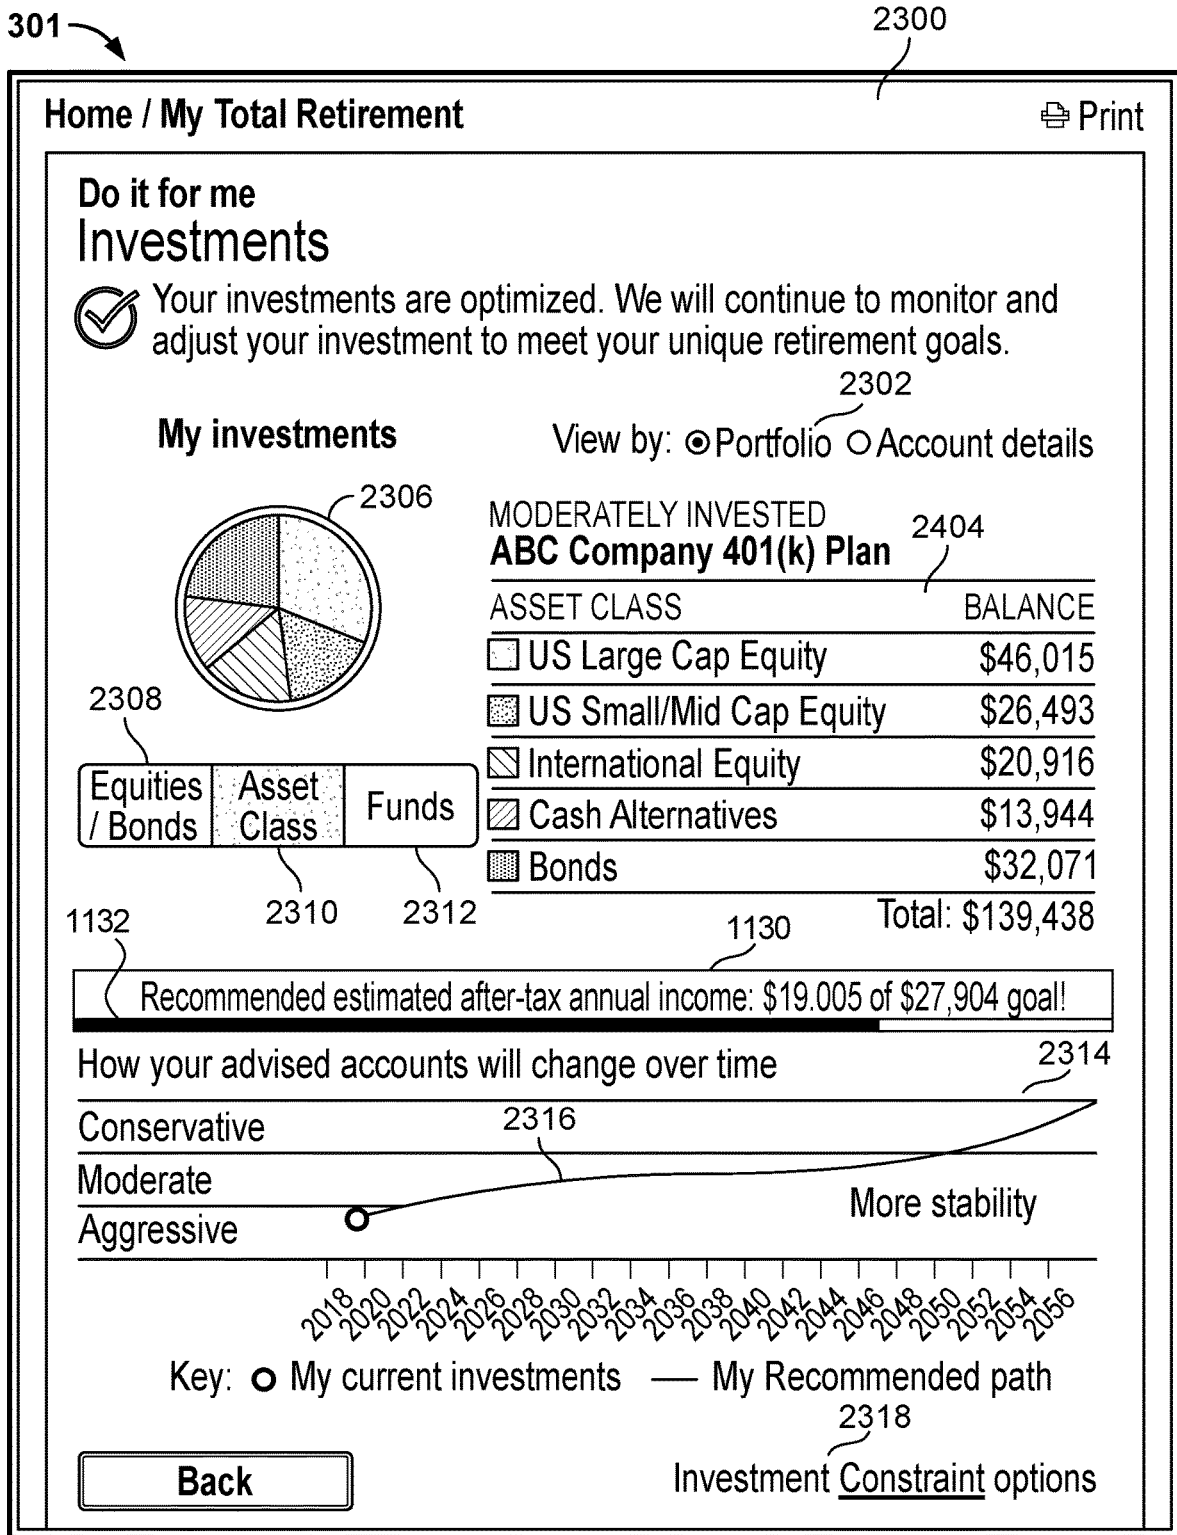 301
2300
Home / My Total Retirement
Print
Do it for me
Investments
Your investments are optimized. We will continue to monitor and
adjust your investment to meet your unique retirement goals.
2302
My investments
View by: Portfolio Account details
2306
MODERATELY INVESTED
2404
ABC Company 401(k) Plan
ASSET CLASS BALANCE
US Large Cap Equity $46,015
US Small/Mid Cap Equity $26,493
International Equity $20,916
Cash Alternatives $13,944
Bonds $32,071
Total: $139,438
2308
Equities
/ Bonds
Asset
Class
Funds
2310
2312
1132
1130
Recommended estimated after-tax annual income: $19.005 of $27,904 goal!
How your advised accounts will change over time
2314
Conservative
2316
Moderate
More stability
Aggressive
2018 2020 2022 2024 2026 2028 2030 2032 2034 2036 2038 2040 2042 2044 2046 2048 2050 2052 2054 2056
Key: My current investments — My Recommended path
2318
Back
Investment Constraint options